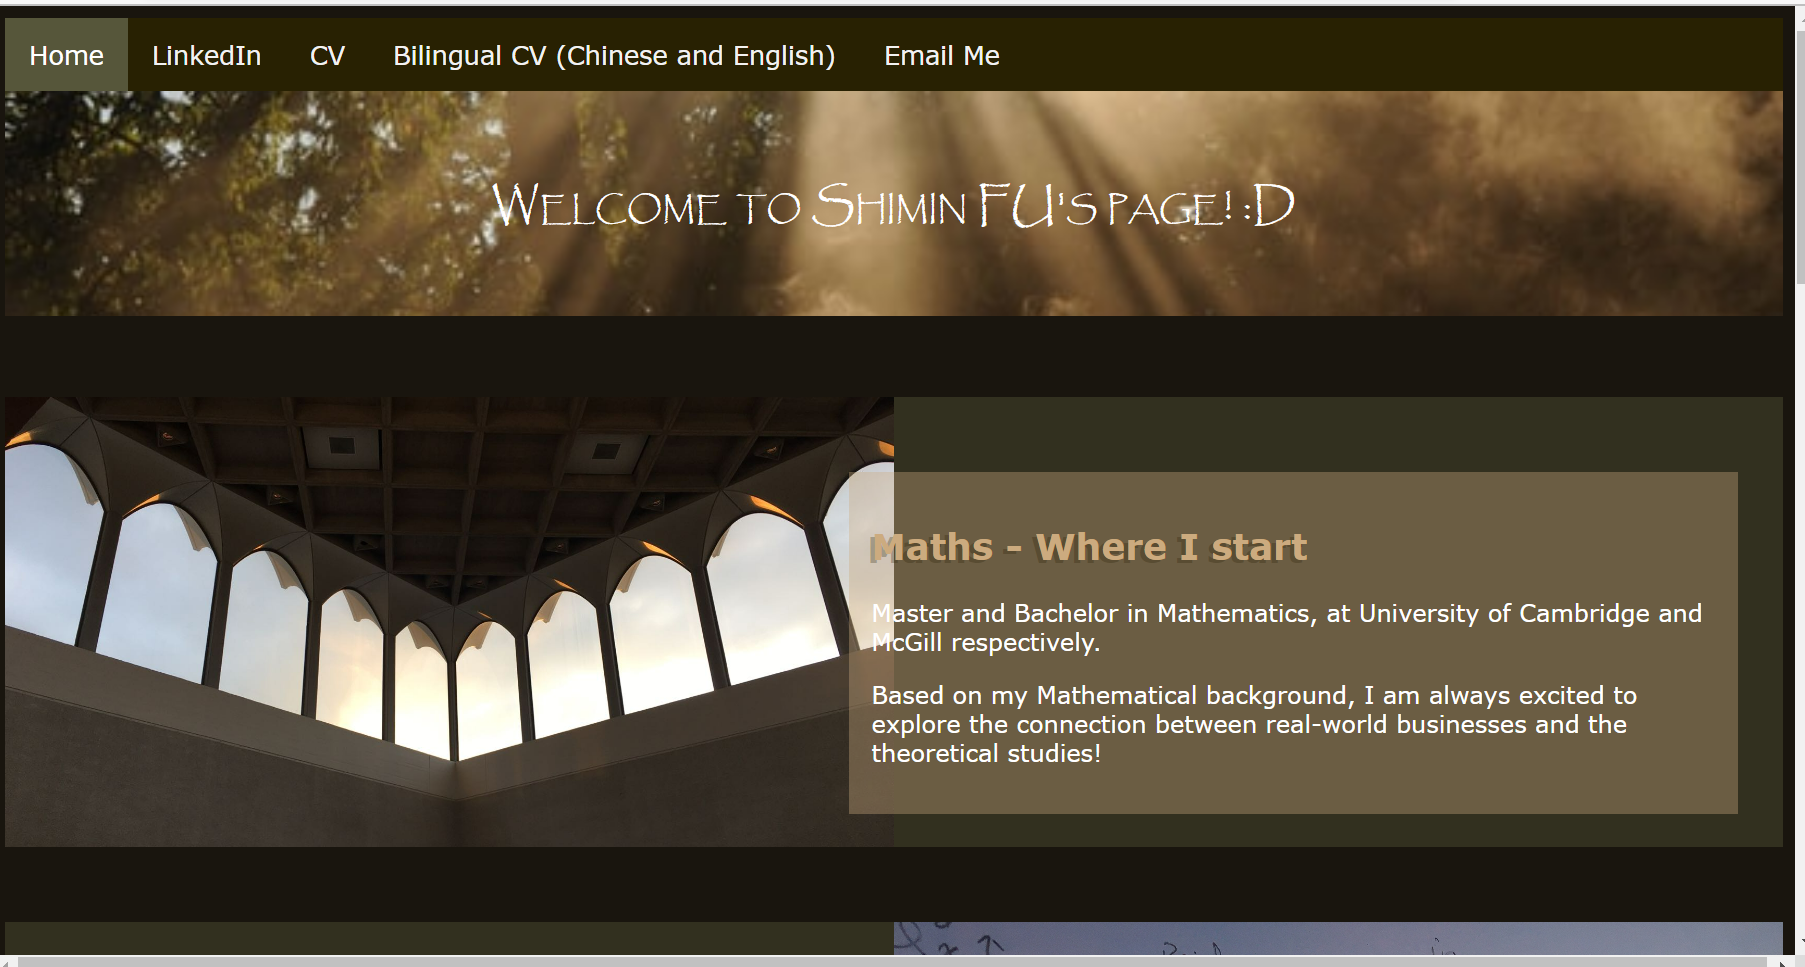 Home LinkedIn CV Bilingual CV (Chinese and English) Email Me
Welcome to Shimin FU's page! :D
Maths - Where I start
Master and Bachelor in Mathematics, at University of Cambridge and
McGill respectively.
Based on my Mathematical background, I am always excited to
explore the connection between real-world businesses and the
theoretical studies!